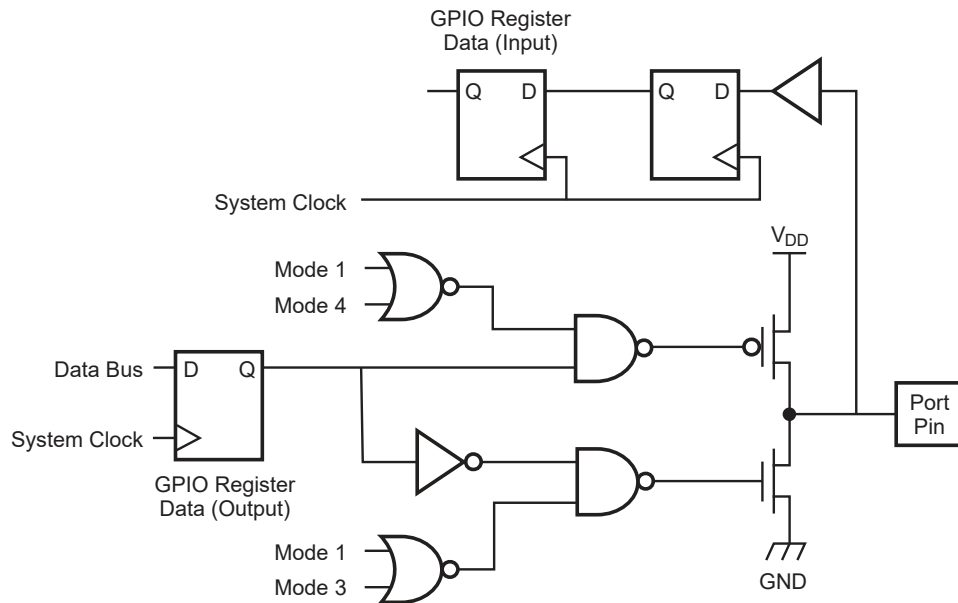 GPIO Register
Data (Input)
Q D
Q D
System Clock
VDD
Mode 1
Mode 4
Data Bus
D Q
System Clock
GPIO Register
Data (Output)
Port
Pin
Mode 1
Mode 3
GND